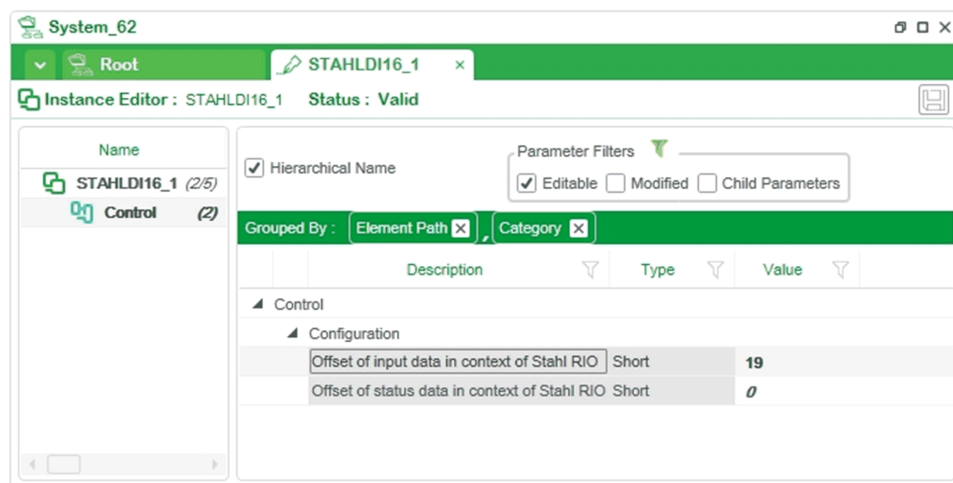 System_62
Root
STAHLDI16_1
Instance Editor : STAHLDI16_1 Status : Valid
Name
STAHLDI16_1 (2/5)
Control (2)
Hierarchical Name
Parameter Filters
Editable Modified Child Parameters
Grouped By : Element Path , Category
Description Type Value
Control
Configuration
Offset of input data in context of Stahl RIO Short 19
Offset of status data in context of Stahl RIO Short 0